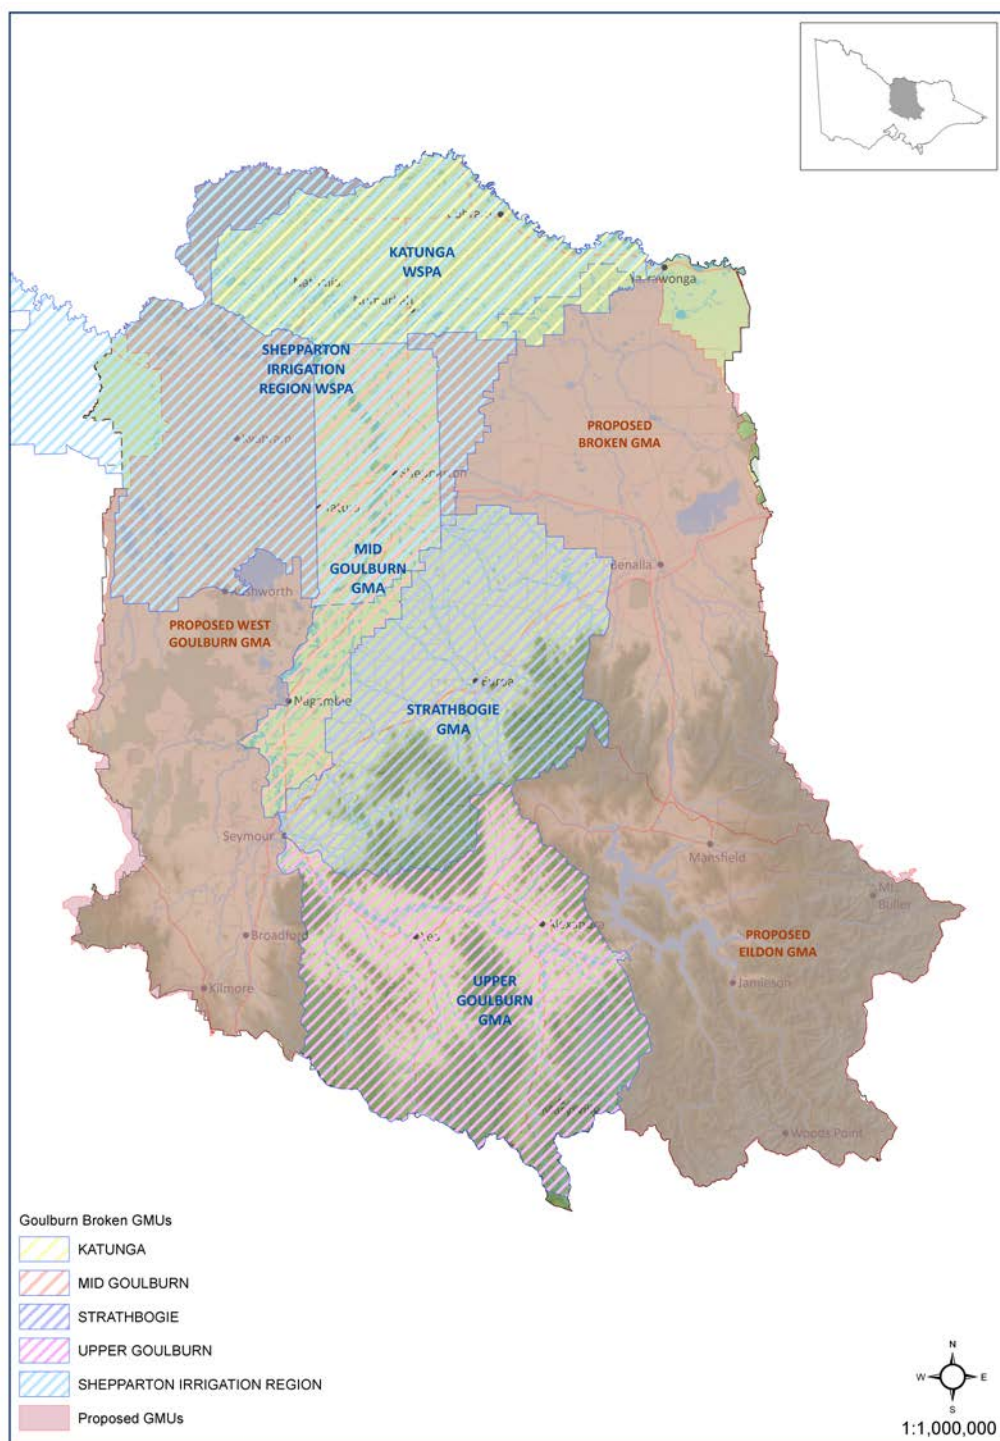 KATUNGA
WSPA
SHEPPARTON
IRRIGATION
REGION WSPA
PROPOSED
BROKEN GMA
MID
GOULBURN
GMA
Benalla
PROPOSED WEST
GOULBURN GMA
Euroa
Nagambie
STRATHBOGIE
GMA
Seymour
Mansfield
Mt
Buller
Broadford
PROPOSED
EILDON GMA
UPPER
GOULBURN
GMA
Jamieson
Kilmore
Woods Point
Goulburn Broken GMUs
KATUNGA
MID GOULBURN
STRATHBOGIE
UPPER GOULBURN
SHEPPARTON IRRIGATION REGION
Proposed GMUs
N
W
E
S
1:1,000,000